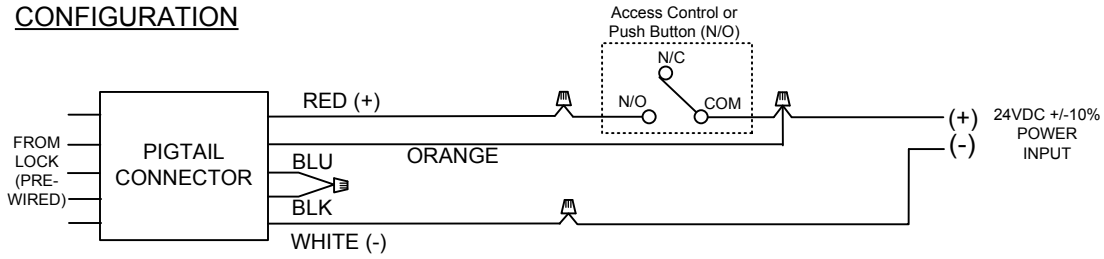 CONFIGURATION
Access Control or
Push Button (N/O)
N/C
N/O
COM
RED (+)
ORANGE
BLU
BLK
WHITE (-)
FROM
LOCK
(PRE-
WIRED)
PIGTAIL
CONNECTOR
(+)
(-)
24VDC +/-10%
POWER
INPUT